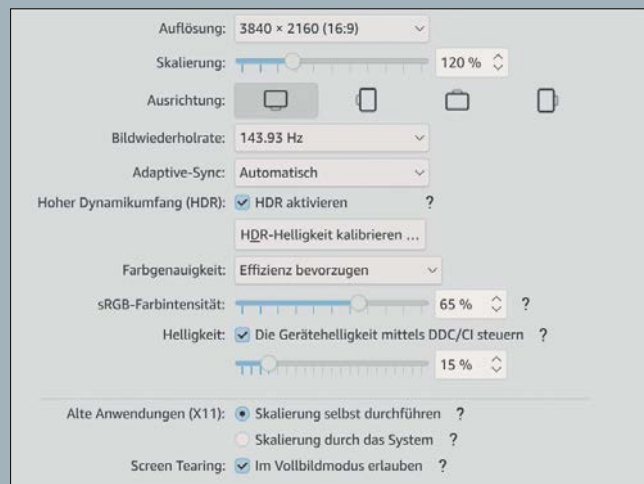 Auflösung: 3840 × 2160 (16:9)
Skalierung: 120 %
Ausrichtung:
Bildwiederholrate: 143.93 Hz
Adaptive-Sync: Automatisch
Hoher Dynamikumfang (HDR): HDR aktivieren ?
HDR-Helligkeit kalibrieren ...
Farbgenauigkeit: Effizienz bevorzugen
sRGB-Farbintensität: 65 % ?
Helligkeit: Die Gerätehelligkeit mittels DDC/CI steuern ?
15 %
Alte Anwendungen (X11): Skalierung selbst durchführen ?
Skalierung durch das System ?
Screen Tearing: Im Vollbildmodus erlauben ?